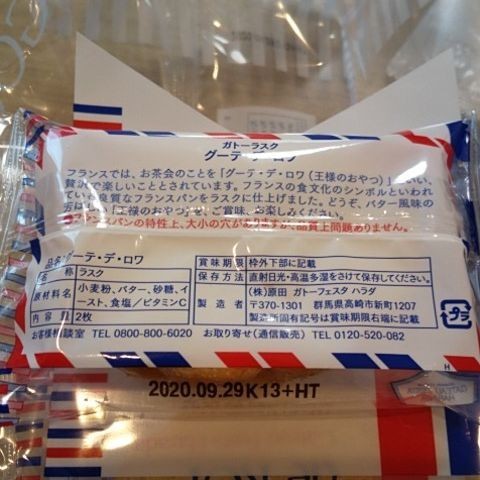 ガトーラスク
グーテ・デ・ロワ
フランスでは、お茶会のことを「グーテ・デ・ロワ（王様のおやつ）」といい、
贅沢で楽しいこととされています。フランスの食文化のシンボルといわれ
ている良質なフランスパンをラスクに仕上げました。どうぞ、バター風味の
「王様のおやつ」を、ご賞味、お楽しみください。
フランスパンの特性上、大小の穴がありますが、品質上問題ありません。
品名 グーテ・デ・ロワ
名称 ラスク
原材料名 小麦粉、バター、砂糖、イ
ースト、食塩／ビタミンC
内容量 2枚
お客様相談室 TEL 0800-888-6020
賞味期限 枠外下部に記載
保存方法 直射日光・高温多湿をさけて保存してください。
製造者 (株)原田 ガトーフェスタ ハラダ
〒370-1301 群馬県高崎市新町1207
製造所固有記号は賞味期限右端に記載
お取り寄せ（通信販売） TEL 0120-520-082
プラ
2020.09.29K13+HT